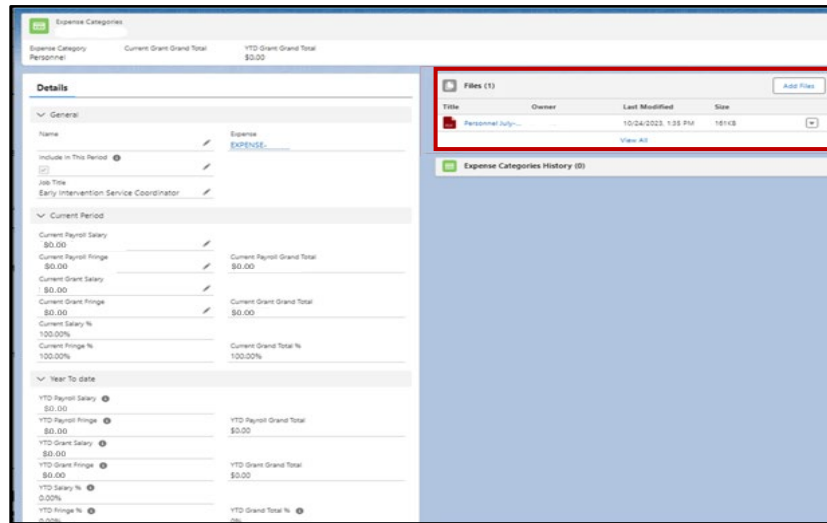 Expense Categories
Expense Category Current Grant Grand Total YTD Grant Grand Total
Personnel $0.00
Details
General
Name Expense
EXPENSE-
Include in This Period
Job Title
Early Intervention Service Coordinator
Current Period
Current Payroll Salary
$0.00
Current Payroll Fringe Current Payroll Grand Total
$0.00 $0.00
Current Grant Salary
$0.00
Current Grant Fringe Current Grant Grand Total
$0.00 $0.00
Current Salary %
100.00%
Current Fringe % Current Grand Total %
100.00% 100.00%
Year To date
YTD Payroll Salary
$0.00
YTD Payroll Fringe YTD Payroll Grand Total
$0.00 $0.00
YTD Grant Salary
$0.00
YTD Grant Fringe YTD Grant Grand Total
$0.00 $0.00
YTD Salary %
0.00%
YTD Fringe % YTD Grand Total %
0.00% 0%
Files (1) Add Files
Title Owner Last Modified Size
Personnel July-... 10/24/2023, 1:35 PM 161KB
View All
Expense Categories History (0)